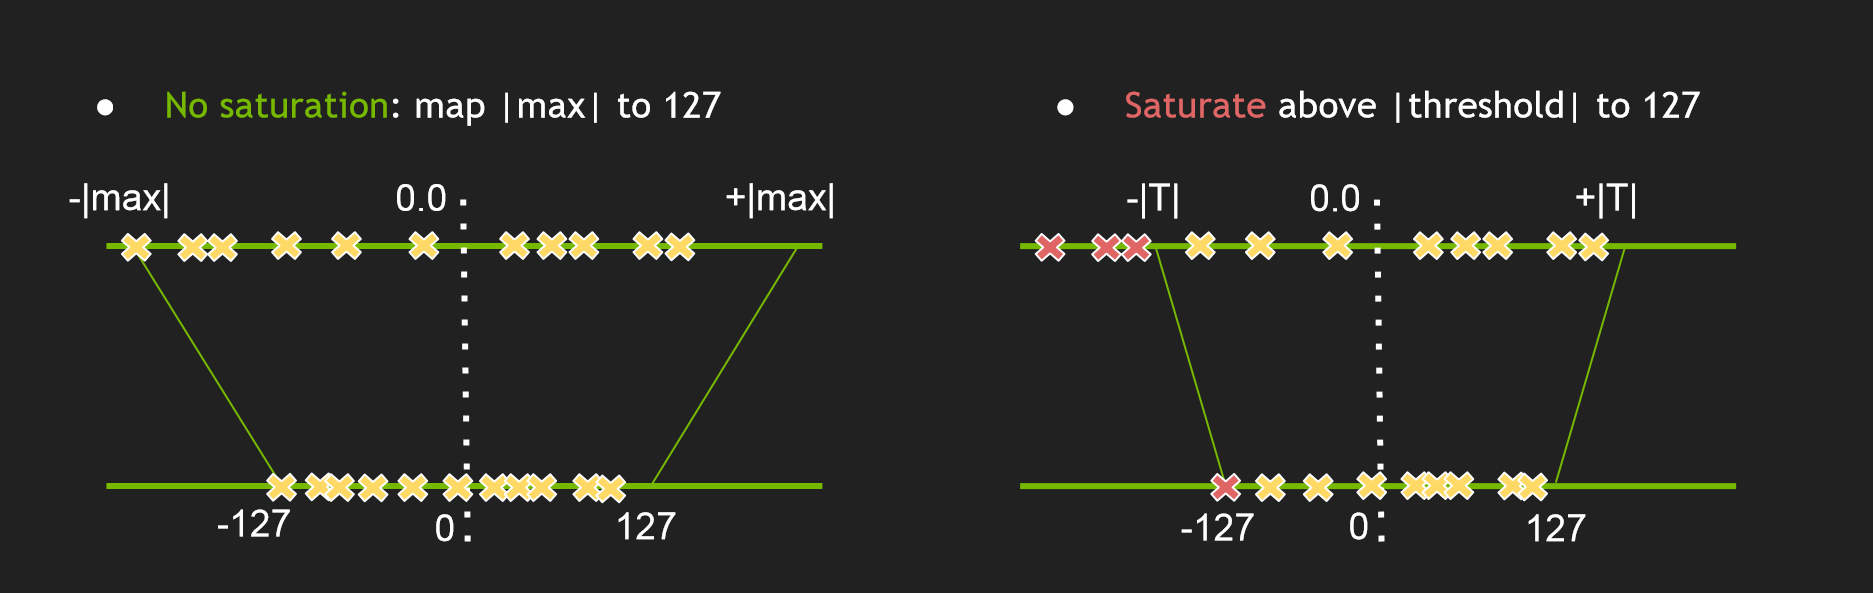 ● No saturation: map |max| to 127
-|max| 0.0 +|max|
-127 0 127
● Saturate above |threshold| to 127
-|T| 0.0 +|T|
-127 0 127